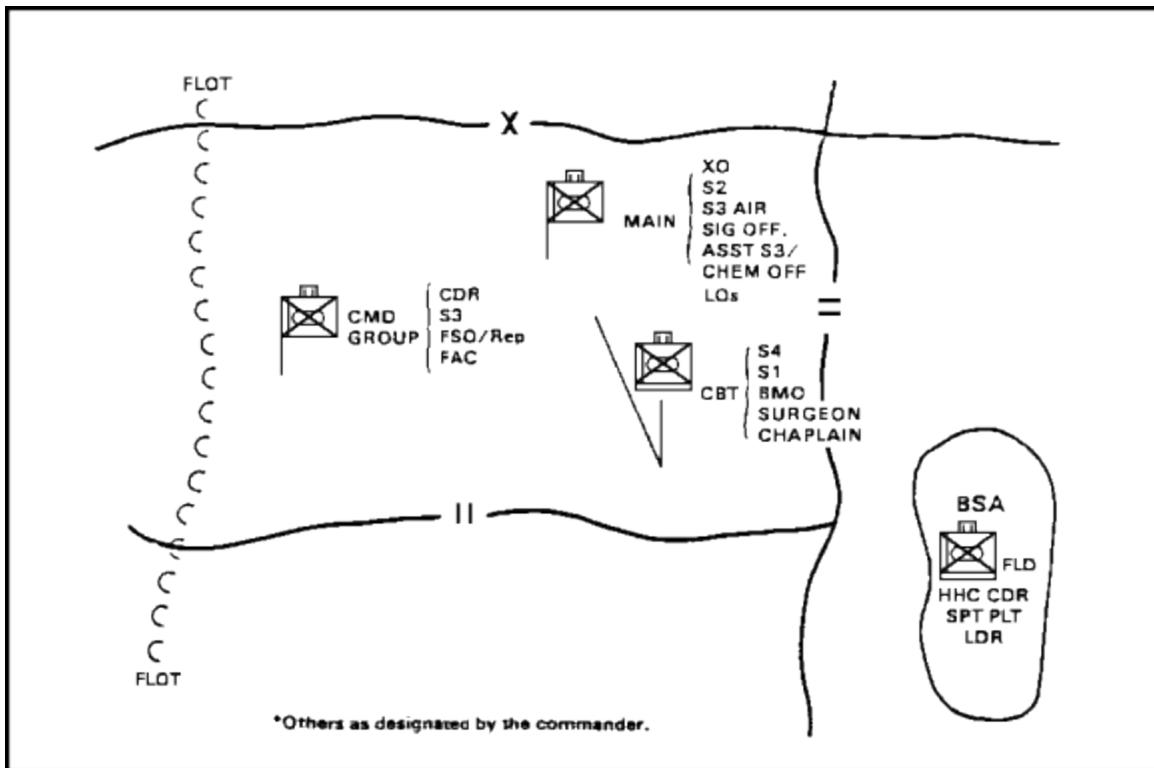 FLOT
X
MAIN
XO
S2
S3 AIR
SIG OFF.
ASST S3/
CHEM OFF
LOs
CMD
GROUP
CDR
S3
FSO/Rep
FAC
CBT
S4
S1
BMO
SURGEON
CHAPLAIN
II
BSA
FLD
HHC CDR
SPT PLT
LDR
FLOT
*Others as designated by the commander.